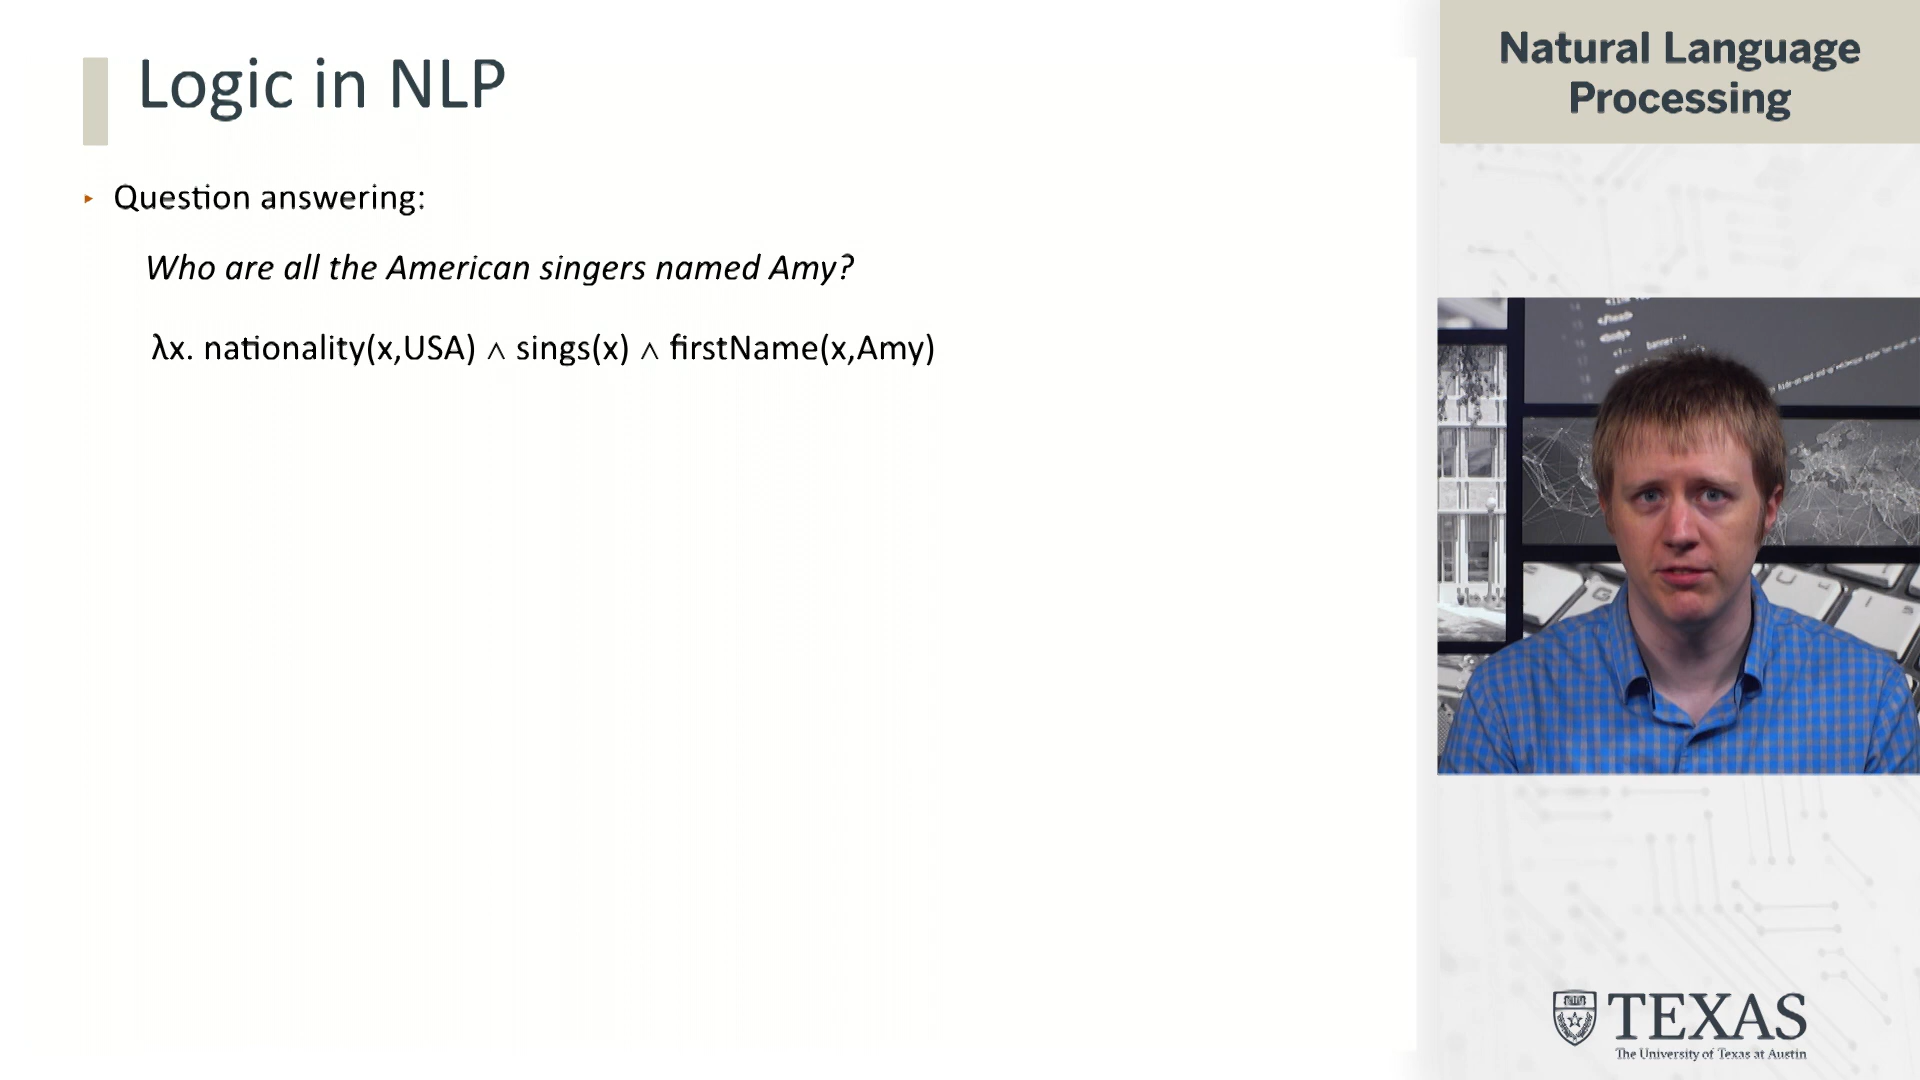 Logic in NLP
‣ Question answering:
Who are all the American singers named Amy?
λx. nationality(x,USA) ∧ sings(x) ∧ firstName(x,Amy)
Natural Language
Processing
TEXAS
The University of Texas at Austin